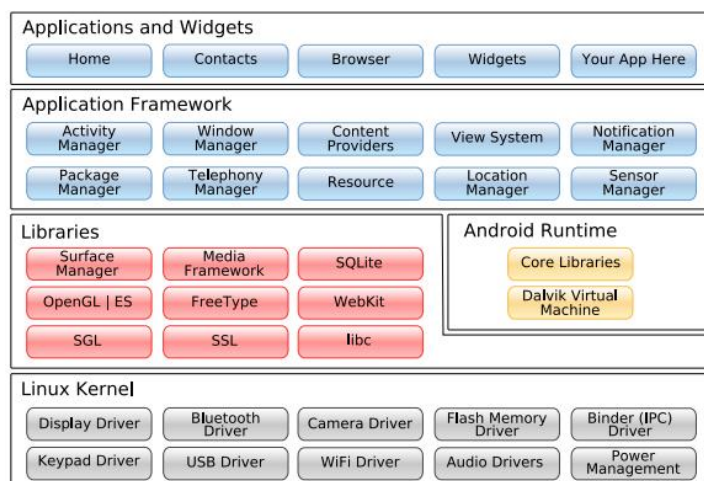 Applications and Widgets
Home
Contacts
Browser
Widgets
Your App Here
Application Framework
Activity
Manager
Window
Manager
Content
Providers
View System
Notification
Manager
Package
Manager
Telephony
Manager
Resource
Location
Manager
Sensor
Manager
Libraries
Surface
Manager
Media
Framework
SQLite
OpenGL | ES
FreeType
WebKit
SGL
SSL
libc
Android Runtime
Core Libraries
Dalvik Virtual
Machine
Linux Kernel
Display Driver
Bluetooth
Driver
Camera Driver
Flash Memory
Driver
Binder (IPC)
Driver
Keypad Driver
USB Driver
WiFi Driver
Audio Drivers
Power
Management